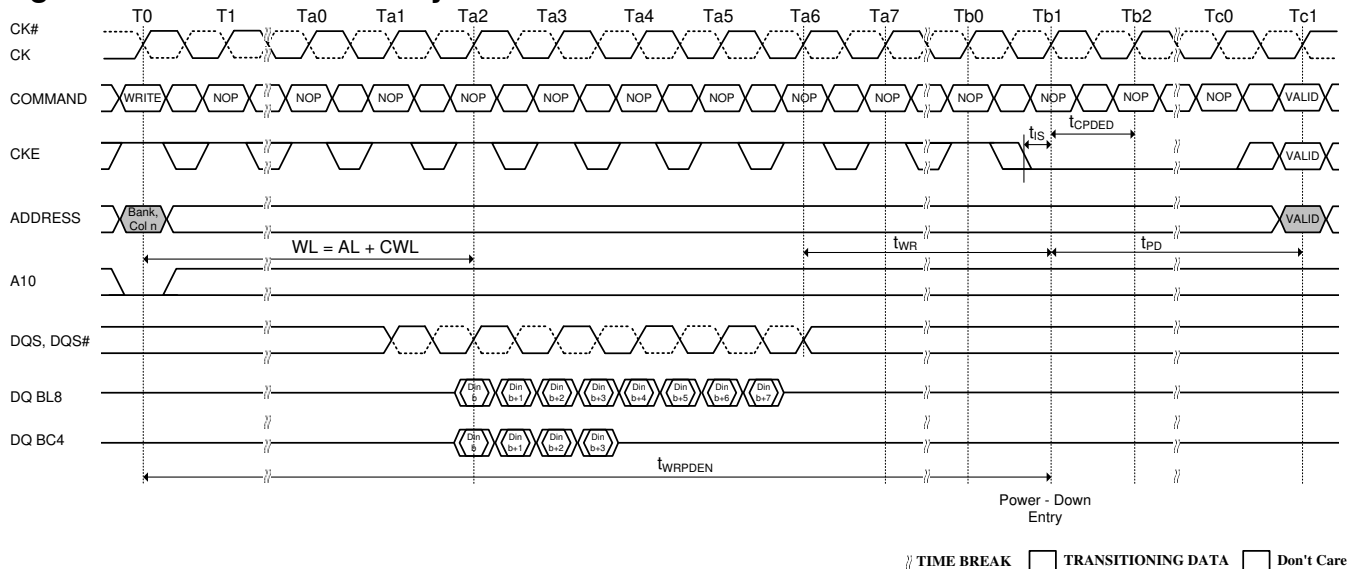 T0 T1 Ta0 Ta1 Ta2 Ta3 Ta4 Ta5 Ta6 Ta7 Tb0 Tb1 Tb2 Tc0 Tc1
CK#
CK
COMMAND WRITE NOP NOP NOP NOP NOP NOP NOP NOP NOP NOP NOP NOP NOP VALID
tIS tCPDED
CKE VALID
ADDRESS Bank, Col n VALID
WL = AL + CWL tWR tPD
A10
DQS, DQS#
DQ BL8 Din b Din b+1 Din b+2 Din b+3 Din b+4 Din b+5 Din b+6 Din b+7
DQ BC4 Din b Din b+1 Din b+2 Din b+3
tWRPDEN
Power - Down
Entry
TIME BREAK TRANSITIONING DATA Don't Care